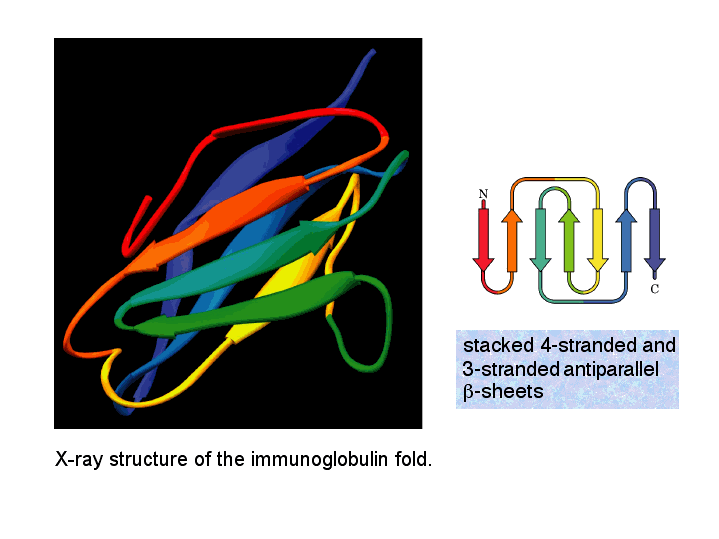 N
C
stacked 4-stranded and
3-stranded antiparallel
β-sheets
X-ray structure of the immunoglobulin fold.